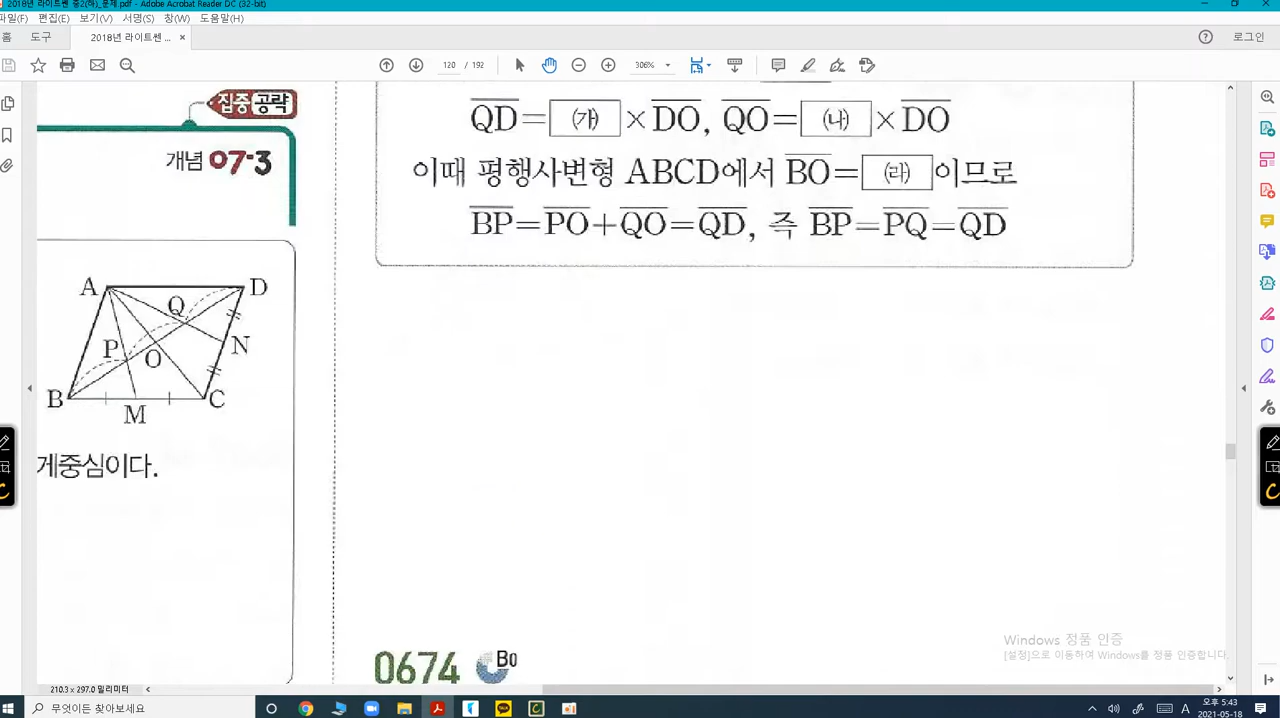 2018년 라이트쎈 중2(하)_문제.pdf - Adobe Acrobat Reader DC (32-bit)
파일(F) 편집(E) 보기(V) 서명(S) 창(W) 도움말(H)
홈 도구 2018년 라이트쎈 ... × 로그인
120 / 192 306%
집중 공략
개념 07-3
QD=(가)×DO, QO=(나)×DO
이때 평행사변형 ABCD에서 BO=(라)이므로
BP=PO+QO=QD, 즉 BP=PQ=QD
A D
Q
P O N
B M C
게중심이다.
0674 Bo
Windows 정품 인증
[설정]으로 이동하여 Windows를 정품 인증합니다.
210.3 x 297.0 밀리미터
무엇이든 찾아보세요
A 오후 5:43
2021-05-18